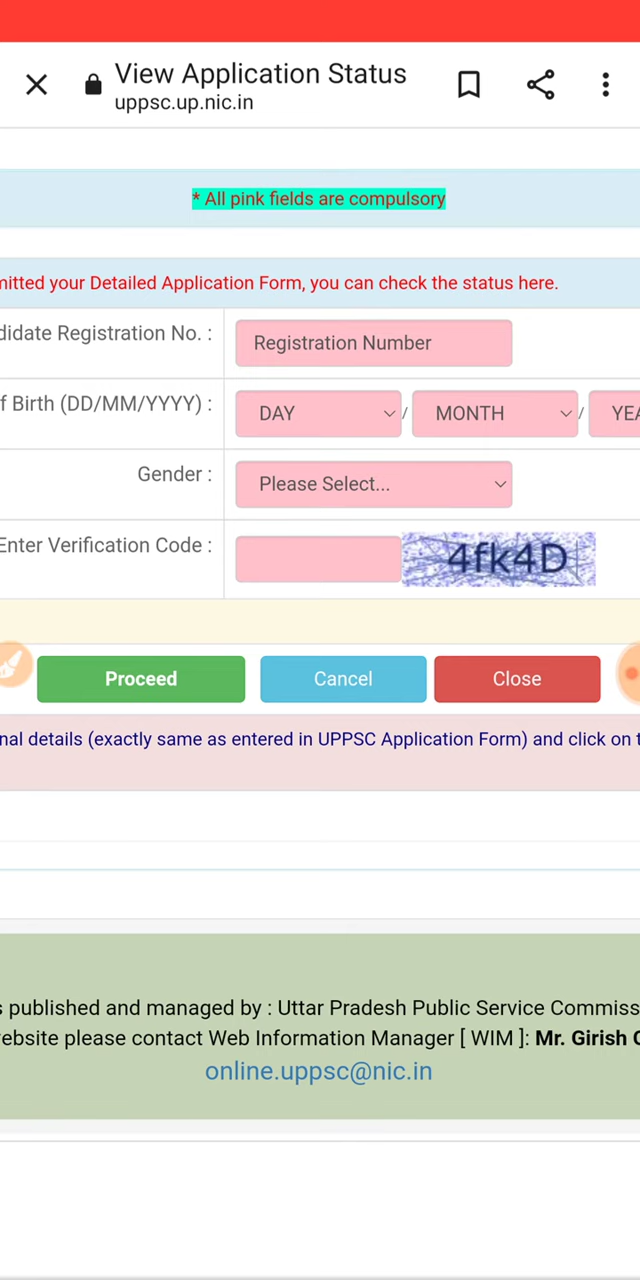 View Application Status
uppsc.up.nic.in
* All pink fields are compulsory
mitted your Detailed Application Form, you can check the status here.
didate Registration No. :
Registration Number
f Birth (DD/MM/YYYY) :
DAY / MONTH / YEA
Gender :
Please Select...
Enter Verification Code :
4fk4D
Proceed
Cancel
Close
nal details (exactly same as entered in UPPSC Application Form) and click on t
s published and managed by : Uttar Pradesh Public Service Commiss
ebsite please contact Web Information Manager [ WIM ]: Mr. Girish
online.uppsc@nic.in